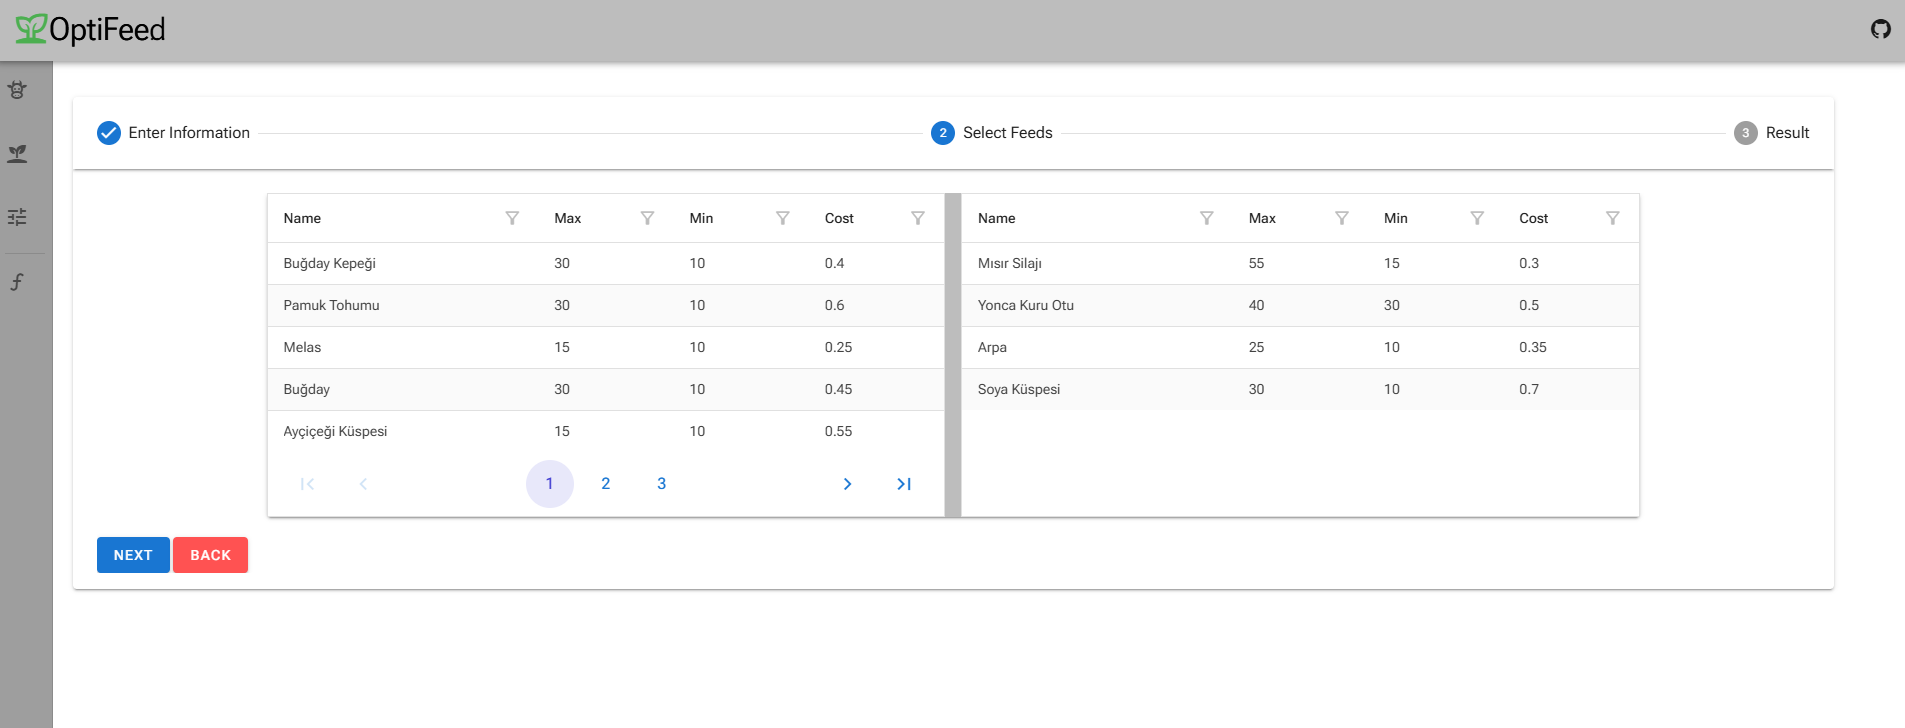 OptiFeed
Enter Information
2 Select Feeds
3 Result
Name Max Min Cost
Buğday Kepeği 30 10 0.4
Pamuk Tohumu 30 10 0.6
Melas 15 10 0.25
Buğday 30 10 0.45
Ayçiçeği Küspesi 15 10 0.55
1 2 3
Name Max Min Cost
Mısır Silajı 55 15 0.3
Yonca Kuru Otu 40 30 0.5
Arpa 25 10 0.35
Soya Küspesi 30 10 0.7
NEXT BACK